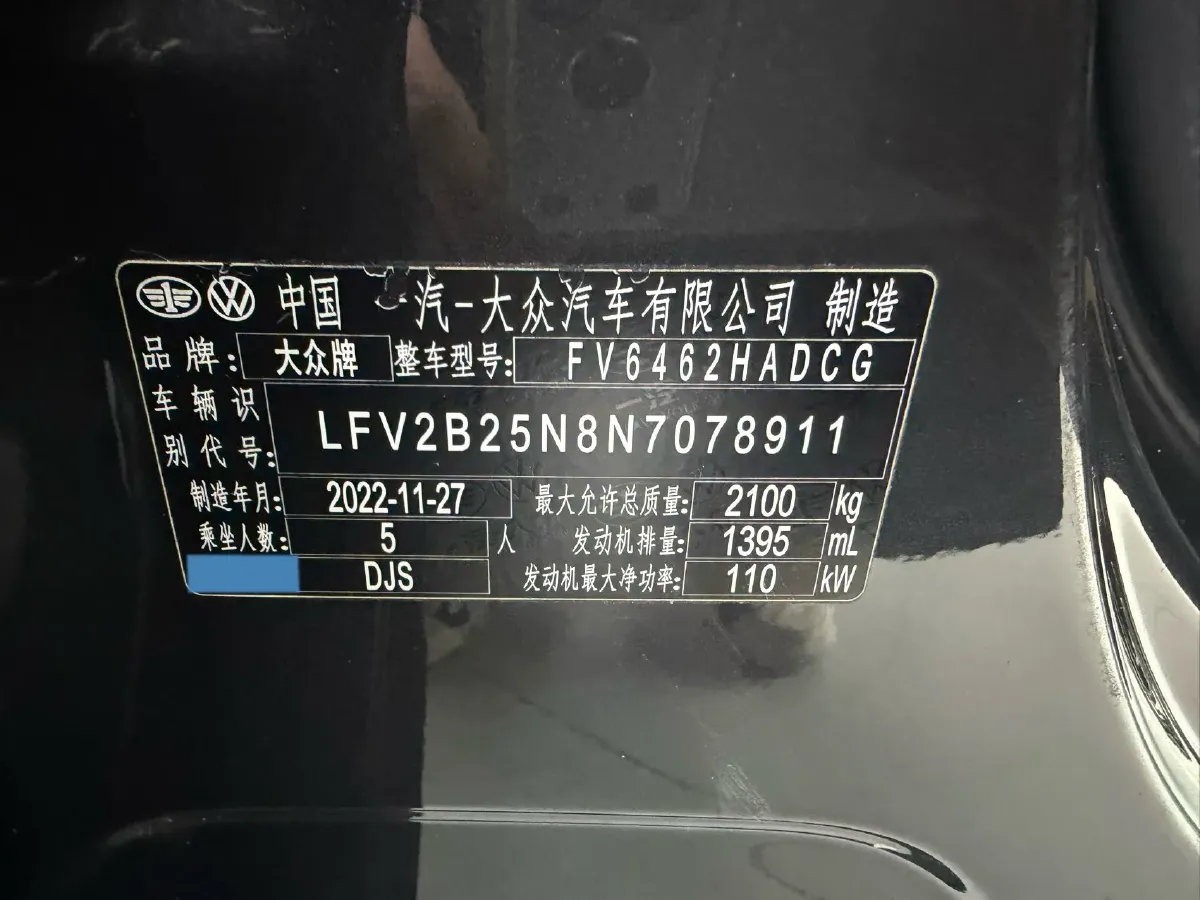 中国 一汽-大众汽车有限公司 制造
品牌: 大众牌 整车型号: FV6462HADCG
车辆识
别代号: LFV2B25N8N7078911
制造年月: 2022-11-27 最大允许总质量: 2100 kg
乘坐人数: 5 人 发动机排量: 1395 mL
DJS 发动机最大净功率: 110 kW